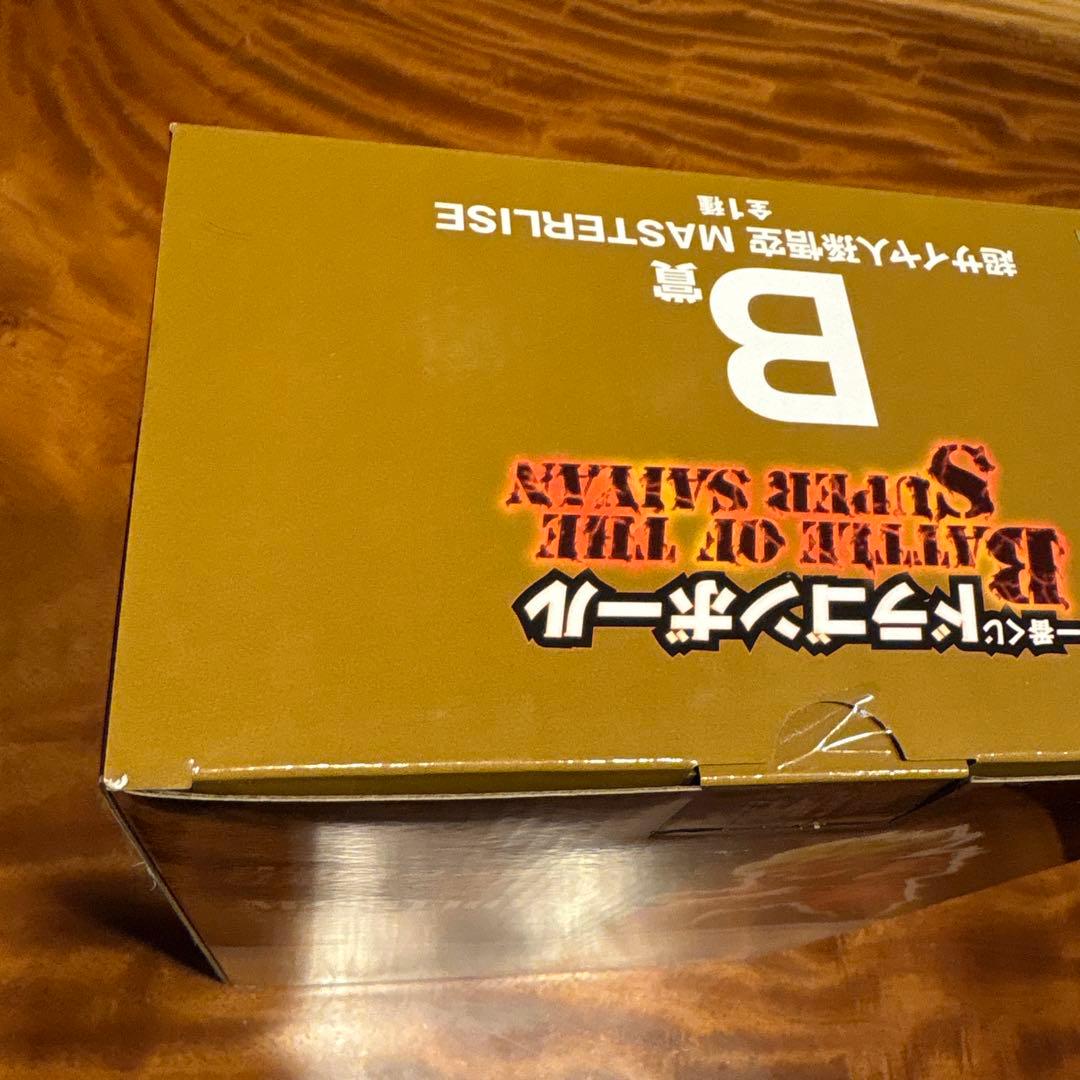 一番くじ ドラゴンボール
BATTLE OF THE
SUPER SAIYAN
B賞
超サイヤ人孫悟空 MASTERLISE
全1種